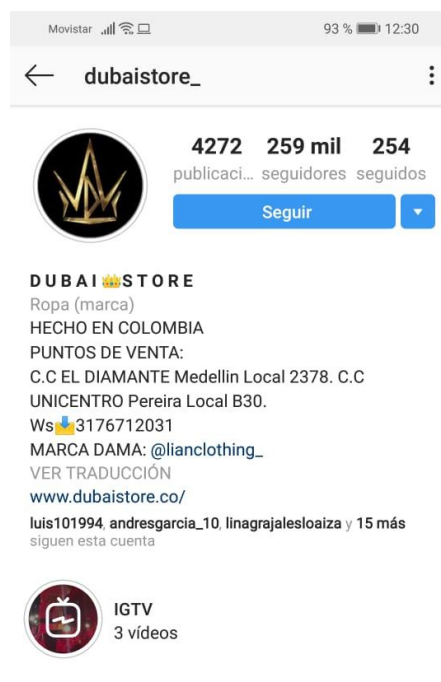 Movistar 93 % 12:30
dubaistore_
4272 259 mil 254
publicaci... seguidores seguidos
Seguir
DUBAI👑STORE
Ropa (marca)
HECHO EN COLOMBIA
PUNTOS DE VENTA:
C.C EL DIAMANTE Medellin Local 2378. C.C
UNICENTRO Pereira Local B30.
Ws📩3176712031
MARCA DAMA: @lianclothing_
VER TRADUCCIÓN
www.dubaistore.co/
luis101994, andresgarcia_10, linagrajalesloaiza y 15 más
siguen esta cuenta
IGTV
3 vídeos